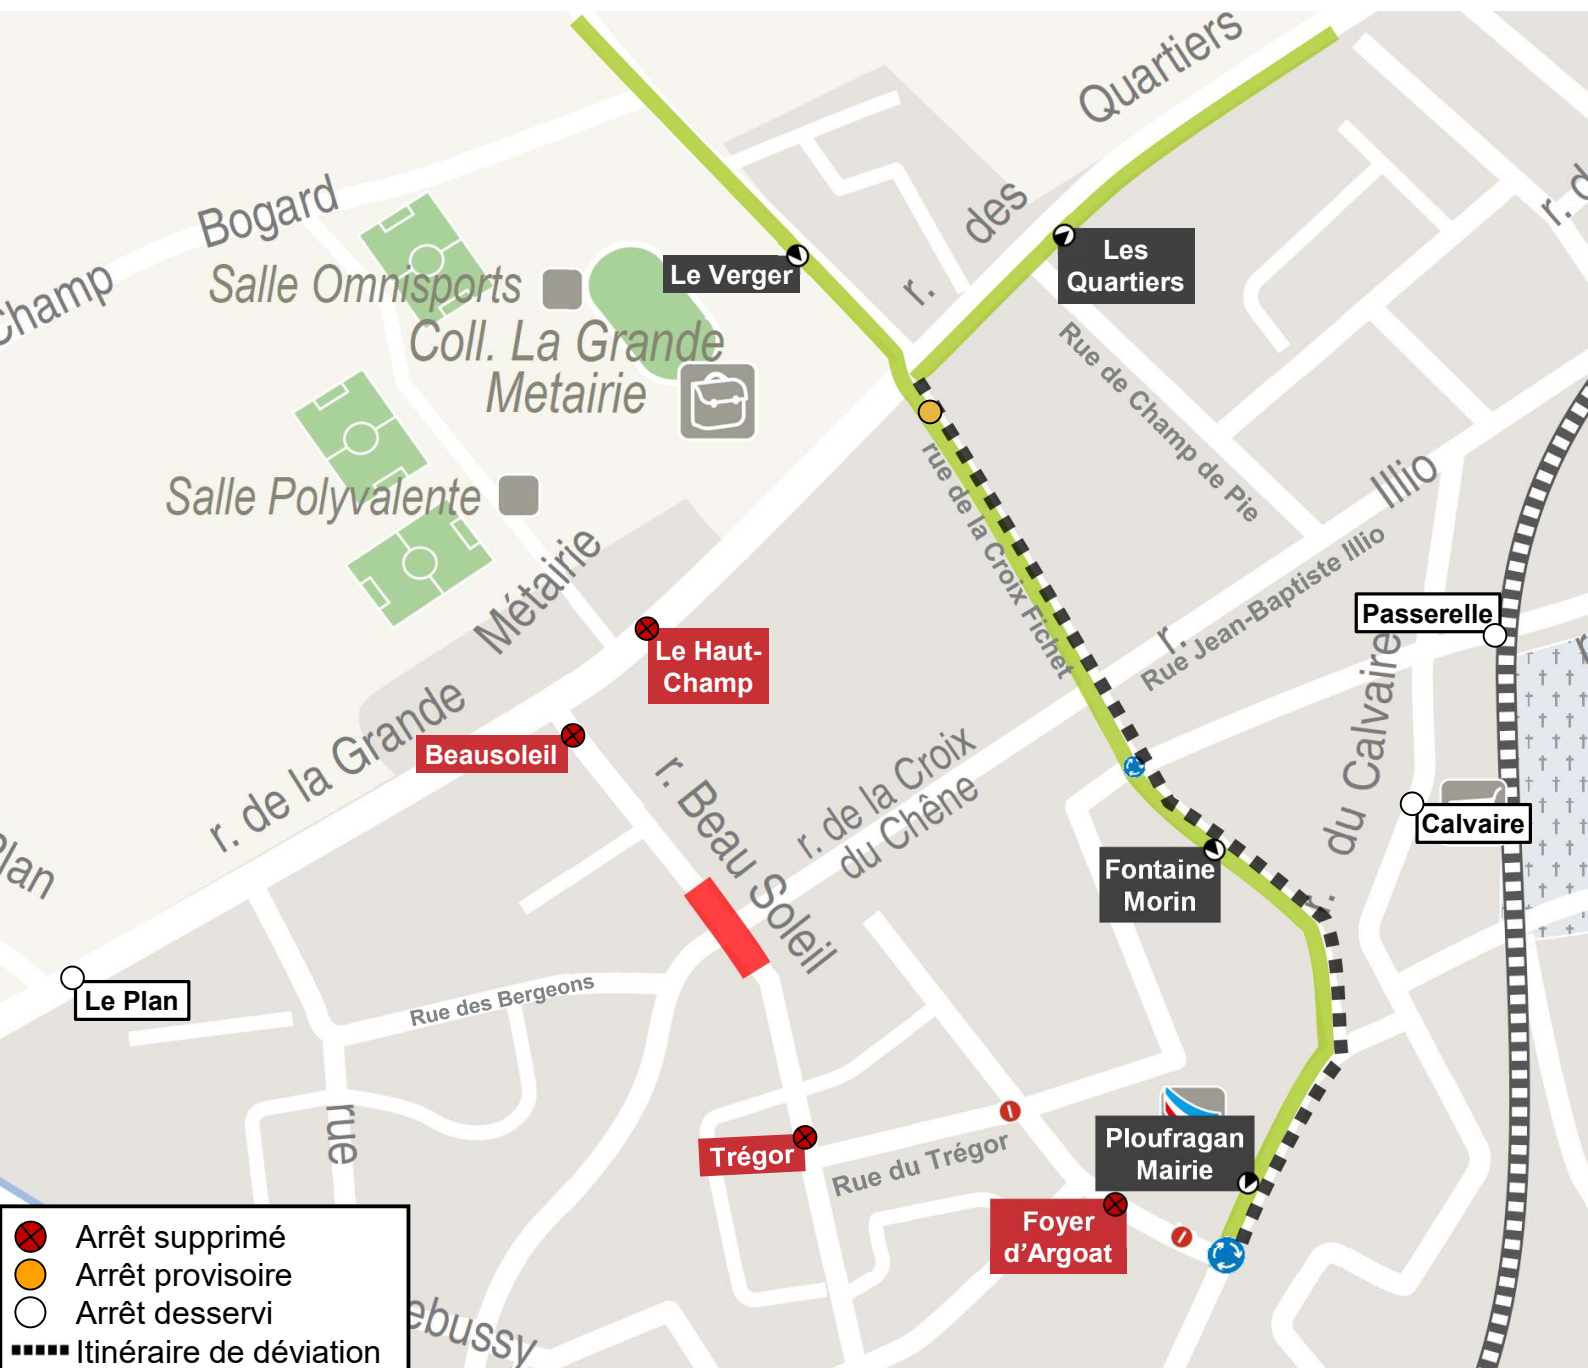 Quartiers
des
r.
r. d
Bogard
Champ
Salle Omnisports
Le Verger
Les
Quartiers
Coll. La Grande
Metairie
Rue de Champ de Pie
Salle Polyvalente
rue de la Croix Fichet
Illio
r.
Rue Jean-Baptiste Illio
Métairie
r. de la Grande
Passerelle
Le Haut-
Champ
Beausoleil
r. Beau Soleil
r. de la Croix
du Chêne
r. du Calvaire
Calvaire
Plan
Fontaine
Morin
Le Plan
Rue des Bergeons
rue
Trégor
Rue du Trégor
Ploufragan
Mairie
Foyer
d'Argoat
ebussy
Arrêt supprimé
Arrêt provisoire
Arrêt desservi
Itinéraire de déviation